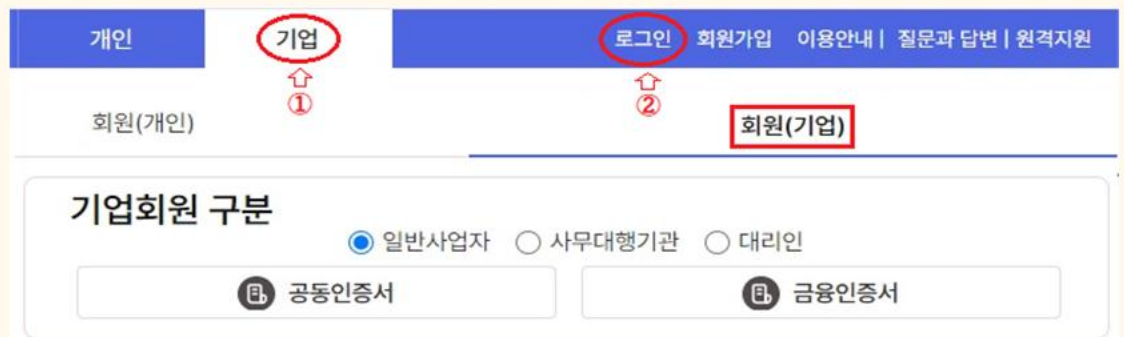 개인 기업 로그인 회원가입 이용안내 | 질문과 답변 | 원격지원
① ②
회원(개인) 회원(기업)
기업회원 구분
일반사업자 사무대행기관 대리인
공동인증서 금융인증서